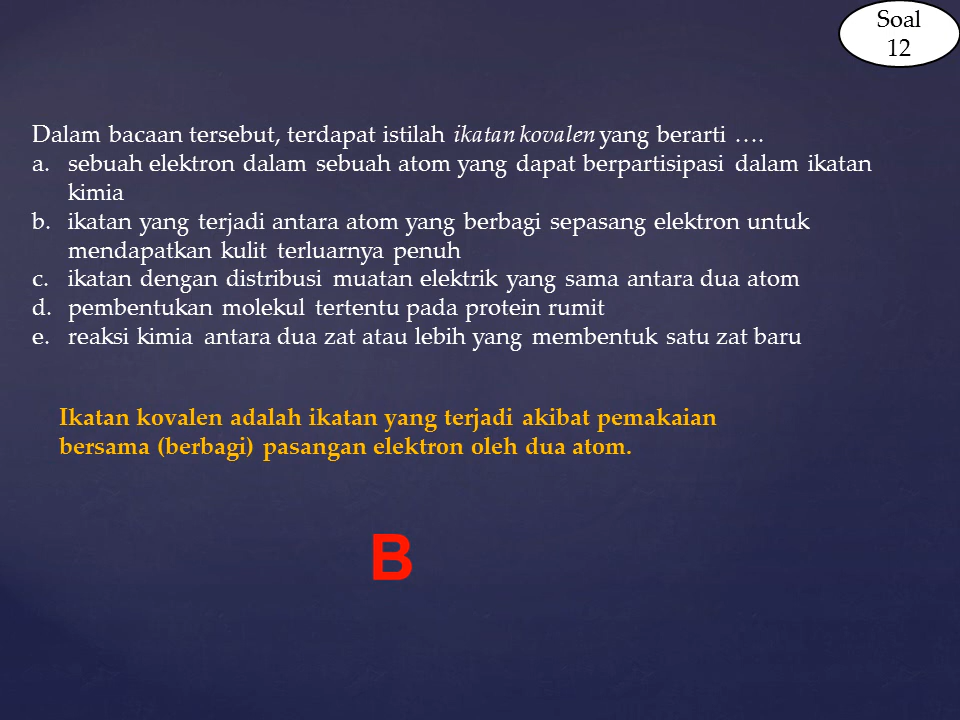 Soal
12
Dalam bacaan tersebut, terdapat istilah ikatan kovalen yang berarti ….
a. sebuah elektron dalam sebuah atom yang dapat berpartisipasi dalam ikatan
kimia
b. ikatan yang terjadi antara atom yang berbagi sepasang elektron untuk
mendapatkan kulit terluarnya penuh
c. ikatan dengan distribusi muatan elektrik yang sama antara dua atom
d. pembentukan molekul tertentu pada protein rumit
e. reaksi kimia antara dua zat atau lebih yang membentuk satu zat baru
Ikatan kovalen adalah ikatan yang terjadi akibat pemakaian
bersama (berbagi) pasangan elektron oleh dua atom.
B